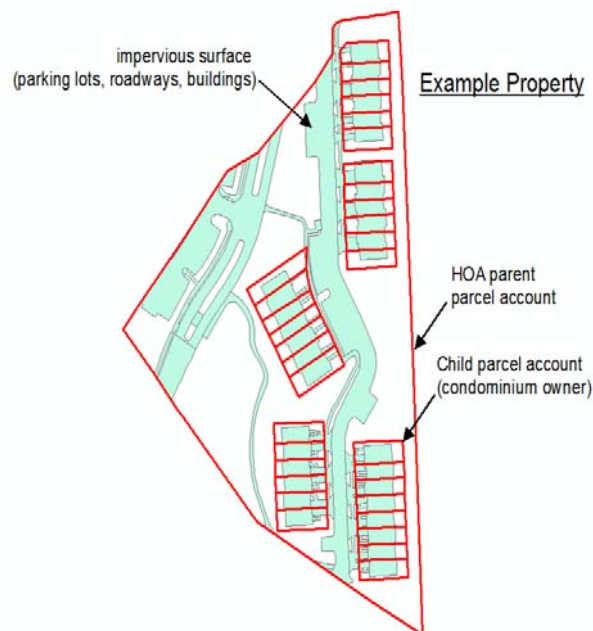 impervious surface
(parking lots, roadways, buildings)
Example Property
HOA parent
parcel account
Child parcel account
(condominium owner)